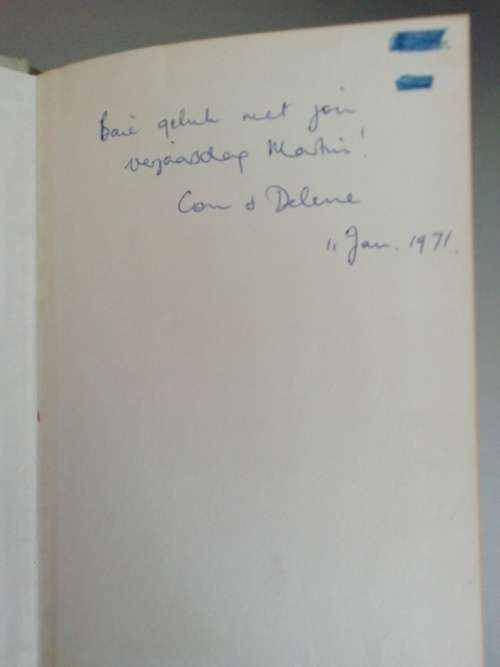 Baie geluk met jou
verjaarsdag Martin!
Con & Delene
11 Jan. 1971.